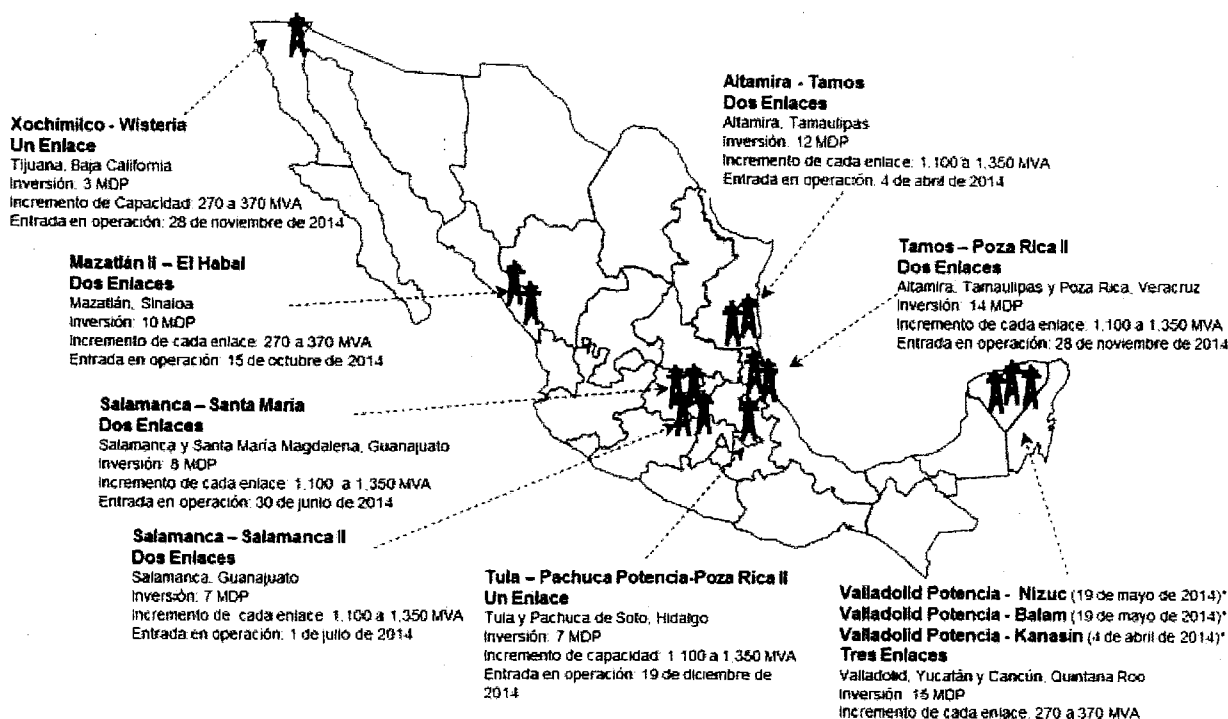 Xochimilco - Wisteria
Un Enlace
Tijuana, Baja California
Inversión: 3 MDP
Incremento de Capacidad: 270 a 370 MVA
Entrada en operación: 28 de noviembre de 2014
Mazatlán II – El Habal
Dos Enlaces
Mazatlán, Sinaloa
Inversión: 10 MDP
Incremento de cada enlace: 270 a 370 MVA
Entrada en operación: 15 de octubre de 2014
Salamanca – Santa María
Dos Enlaces
Salamanca y Santa María Magdalena, Guanajuato
Inversión: 8 MDP
Incremento de cada enlace: 1,100 a 1,350 MVA
Entrada en operación: 30 de junio de 2014
Salamanca – Salamanca II
Dos Enlaces
Salamanca, Guanajuato
Inversión: 7 MDP
Incremento de cada enlace: 1,100 a 1,350 MVA
Entrada en operación: 1 de julio de 2014
Tula – Pachuca Potencia-Poza Rica II
Un Enlace
Tula y Pachuca de Soto, Hidalgo
Inversión: 7 MDP
Incremento de capacidad: 1 100 a 1,350 MVA
Entrada en operación: 19 de diciembre de
2014
Altamira - Tamos
Dos Enlaces
Altamira, Tamaulipas
Inversión: 12 MDP
Incremento de cada enlace: 1,100 a 1,350 MVA
Entrada en operación: 4 de abril de 2014
Tamos – Poza Rica II
Dos Enlaces
Altamira, Tamaulipas y Poza Rica, Veracruz
Inversión: 14 MDP
Incremento de cada enlace: 1,100 a 1,350 MVA
Entrada en operación: 28 de noviembre de 2014
Valladolid Potencia - Nizuc (19 de mayo de 2014)*
Valladolid Potencia - Balam (19 de mayo de 2014)*
Valladolid Potencia - Kanasin (4 de abril de 2014)*
Tres Enlaces
Valladolid, Yucatán y Cancún, Quintana Roo
Inversión: 15 MDP
Incremento de cada enlace: 270 a 370 MVA